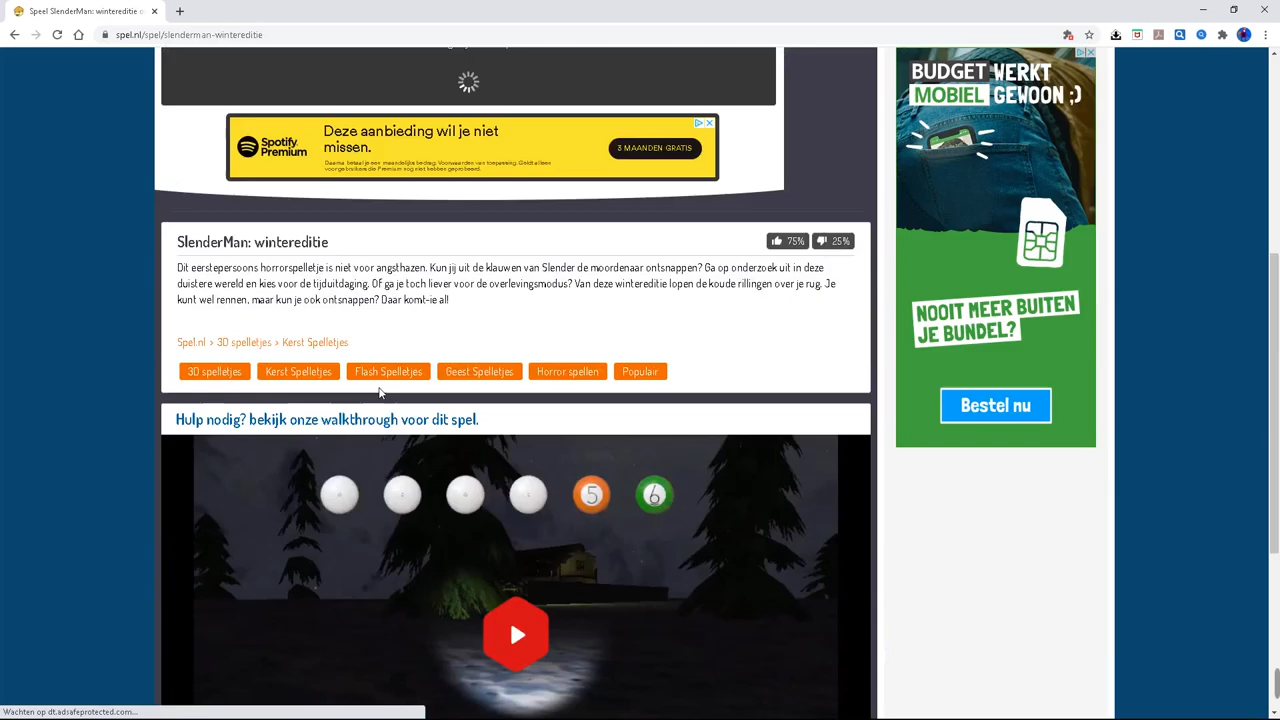 Speel SlenderMan: wintereditie o
spel.nl/spel/slenderman-wintereditie
Spotify Premium
Deze aanbieding wil je niet
missen.
3 MAANDEN GRATIS
BUDGET WERKT
MOBIEL GEWOON ;)
SlenderMan: wintereditie
75%
25%
Dit eerstepersoons horrorspelletje is niet voor angsthazen. Kun jij uit de klauwen van Slender de moordenaar ontsnappen? Ga op onderzoek uit in deze
duistere wereld en kies voor de tijduitdaging. Of ga je toch liever voor de overlevingsmodus? Van deze wintereditie lopen de koude rillingen over je rug. Je
kunt wel rennen, maar kun je ook ontsnappen? Daar komt-ie al!
NOOIT MEER BUITEN
JE BUNDEL?
Spel.nl > 3D spelletjes > Kerst Spelletjes
3D spelletjes
Kerst Spelletjes
Flash Spelletjes
Geest Spelletjes
Horror spellen
Populair
Bestel nu
Hulp nodig? bekijk onze walkthrough voor dit spel.
5
6
Wachten op dt.adsafeprotected.com...